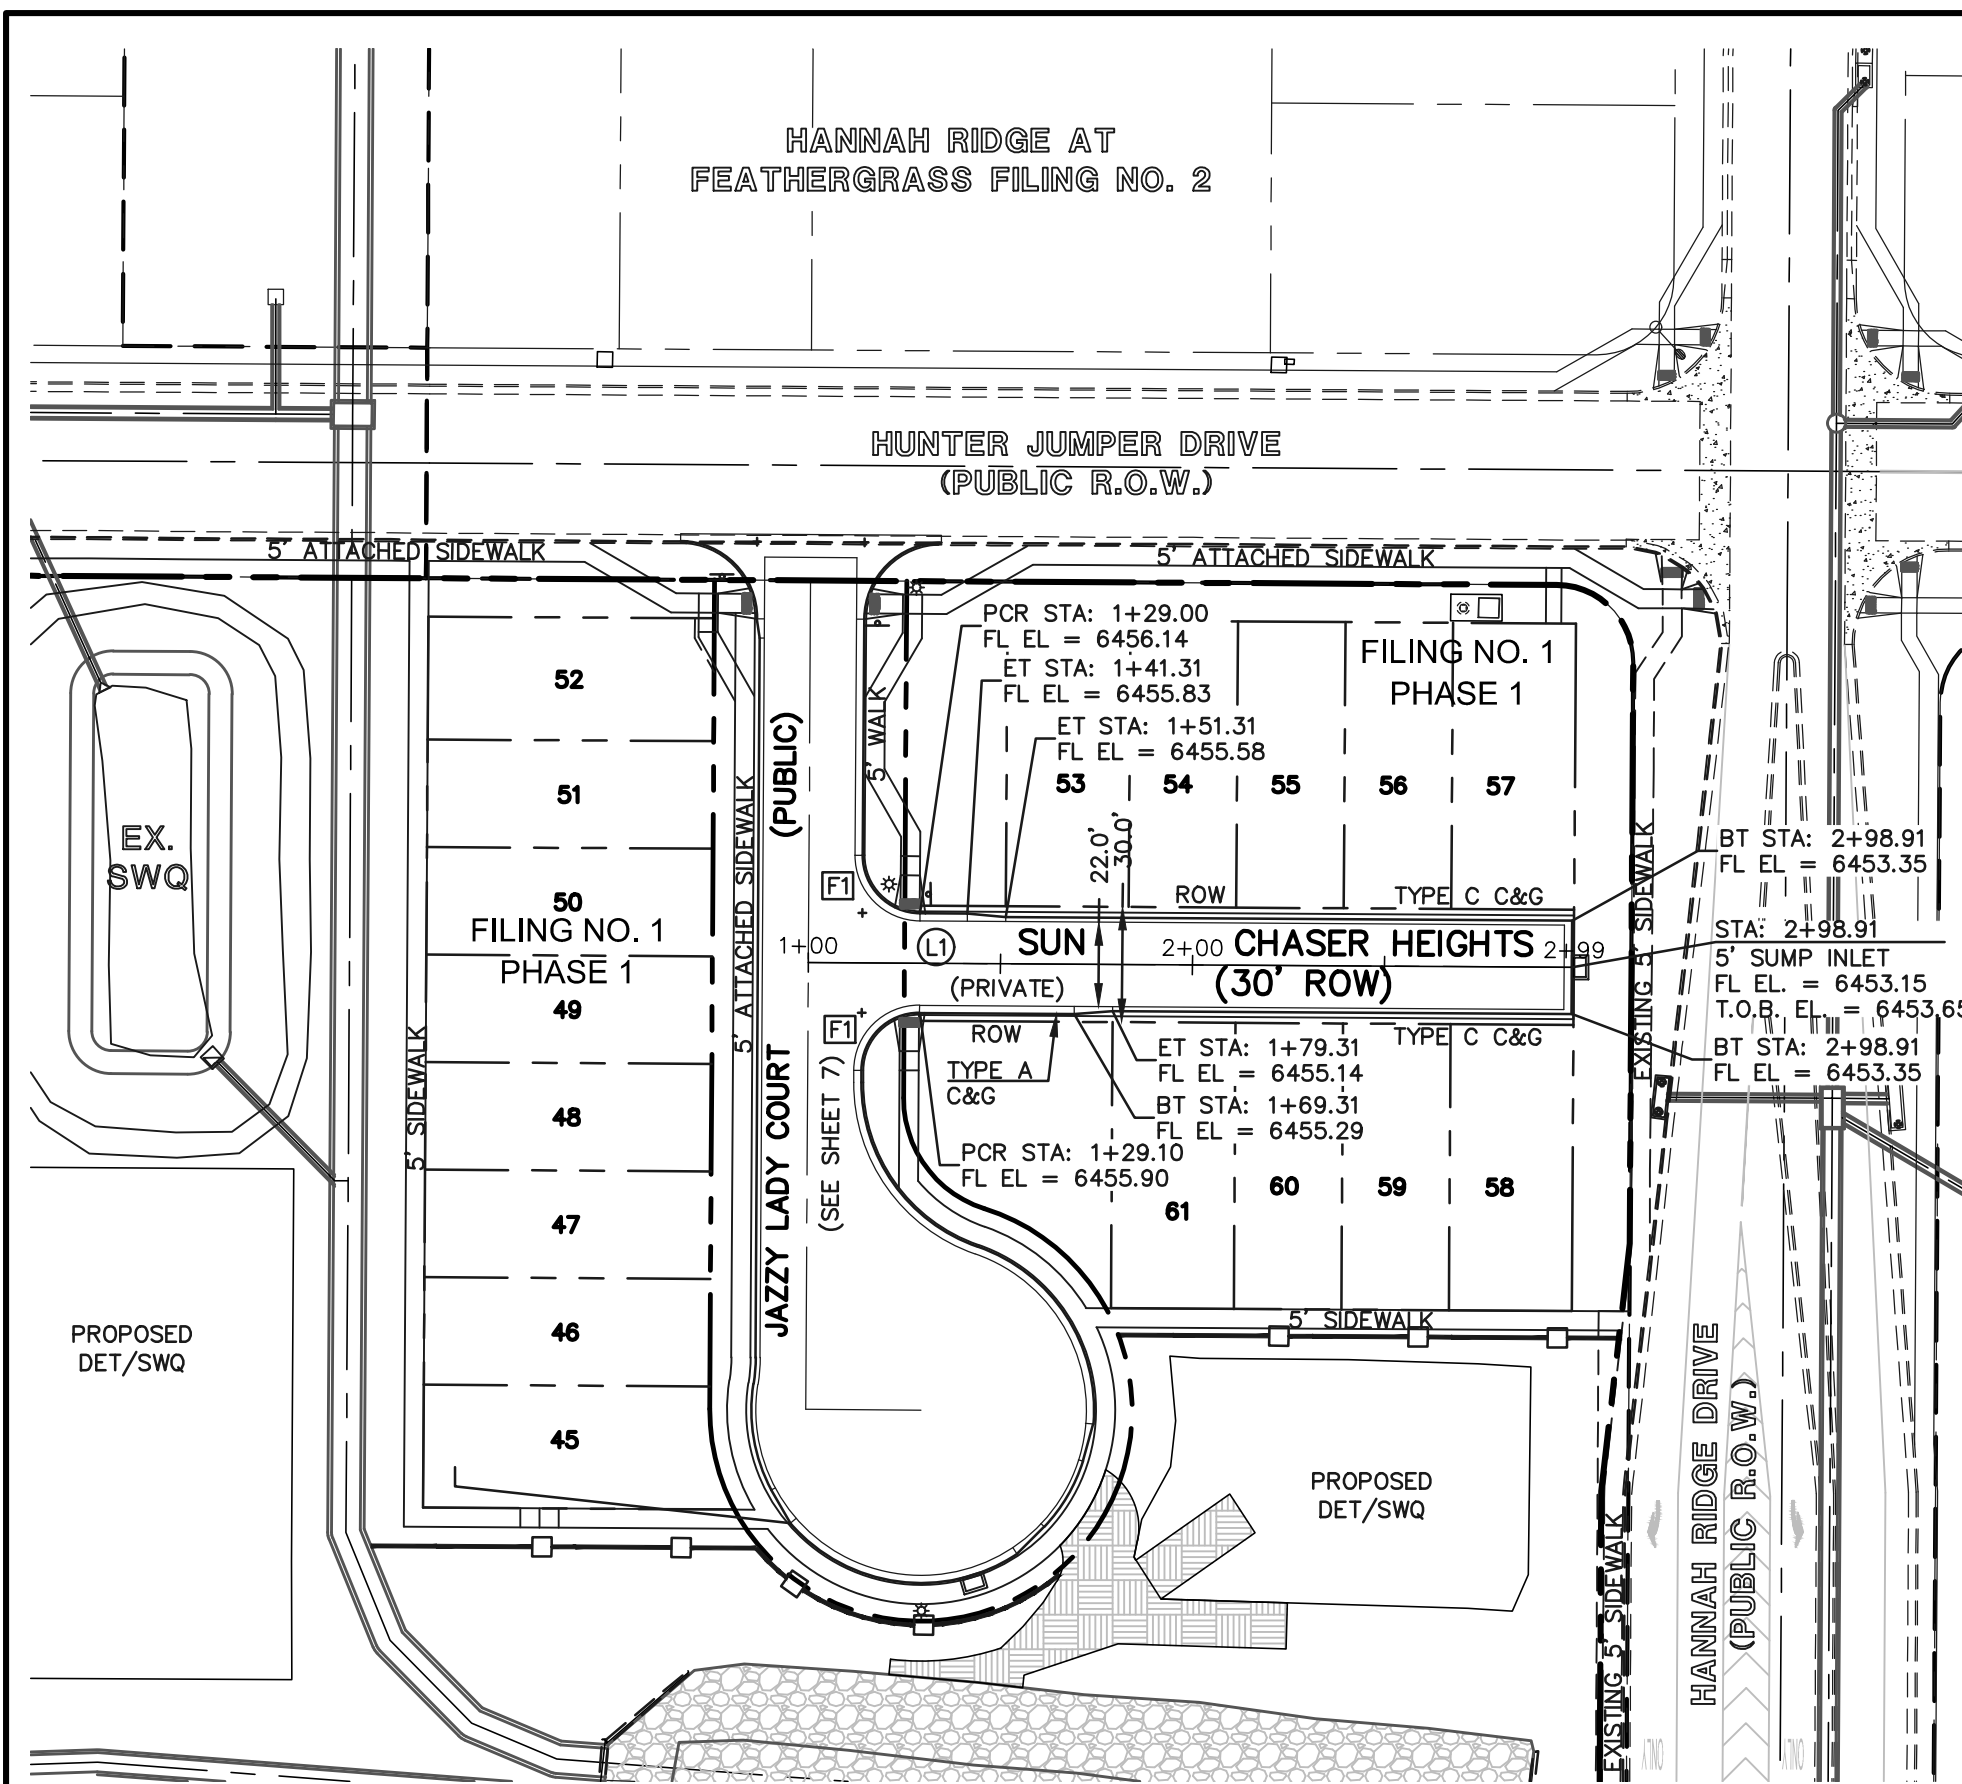 HANNAH RIDGE AT
FEATHERGRASS FILING NO. 2
HUNTER JUMPER DRIVE
(PUBLIC R.O.W.)
5' ATTACHED SIDEWALK
5' ATTACHED SIDEWALK
PCR STA: 1+29.00
FL EL = 6456.14
ET STA: 1+41.31
FL EL = 6455.83
ET STA: 1+51.31
FL EL = 6455.58
FILING NO. 1
PHASE 1
52
51
50
FILING NO. 1
PHASE 1
49
48
47
46
45
53
54
55
56
57
EX.
SWQ
(PUBLIC)
5' WALK
5' ATTACHED SIDEWALK
5' SIDEWALK
22.0'
30.0'
F1
ROW
TYPE C C&G
1+00
L1
SUN
2+00
CHASER HEIGHTS
2+99
(PRIVATE)
(30' ROW)
F1
ROW
TYPE C C&G
TYPE A
C&G
EXISTING 5' SIDEWALK
BT STA: 2+98.91
FL EL = 6453.35
STA: 2+98.91
5' SUMP INLET
FL EL. = 6453.15
T.O.B. EL. = 6453.65
BT STA: 2+98.91
FL EL = 6453.35
ET STA: 1+79.31
FL EL = 6455.14
BT STA: 1+69.31
FL EL = 6455.29
PCR STA: 1+29.10
FL EL = 6455.90
JAZZY LADY COURT
(SEE SHEET 7)
61
60
59
58
5' SIDEWALK
PROPOSED
DET/SWQ
PROPOSED
DET/SWQ
EXISTING 5' SIDEWALK
HANNAH RIDGE DRIVE
(PUBLIC R.O.W.)
ONLY
ONLY